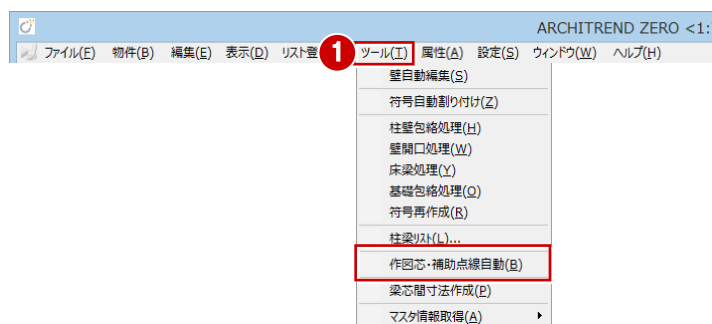 ARCHITREND ZERO <1:
ファイル(F) 物件(B) 編集(E) 表示(D) リスト登 1 ツール(T) 属性(A) 設定(S) ウィンドウ(W) ヘルプ(H)
壁自動編集(S)
符号自動割り付け(Z)
柱壁包絡処理(H)
壁開口処理(W)
床梁処理(Y)
基礎包絡処理(O)
符号再作成(R)
柱梁リスト(L)...
作図芯・補助点線自動(B)
梁芯間寸法作成(P)
マスタ情報取得(A)